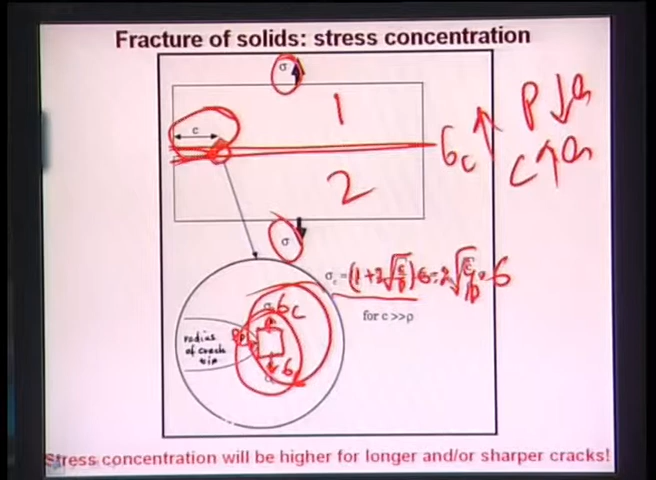 Fracture of solids: stress concentration
σ
c
1
σc ↑
ρ ↓
c ↑
2
σ
σc = (1 + 2√c/ρ)σ = 2√c/ρ σ
for c >> ρ
σc
radius
of crack
tip
Stress concentration will be higher for longer and/or sharper cracks!